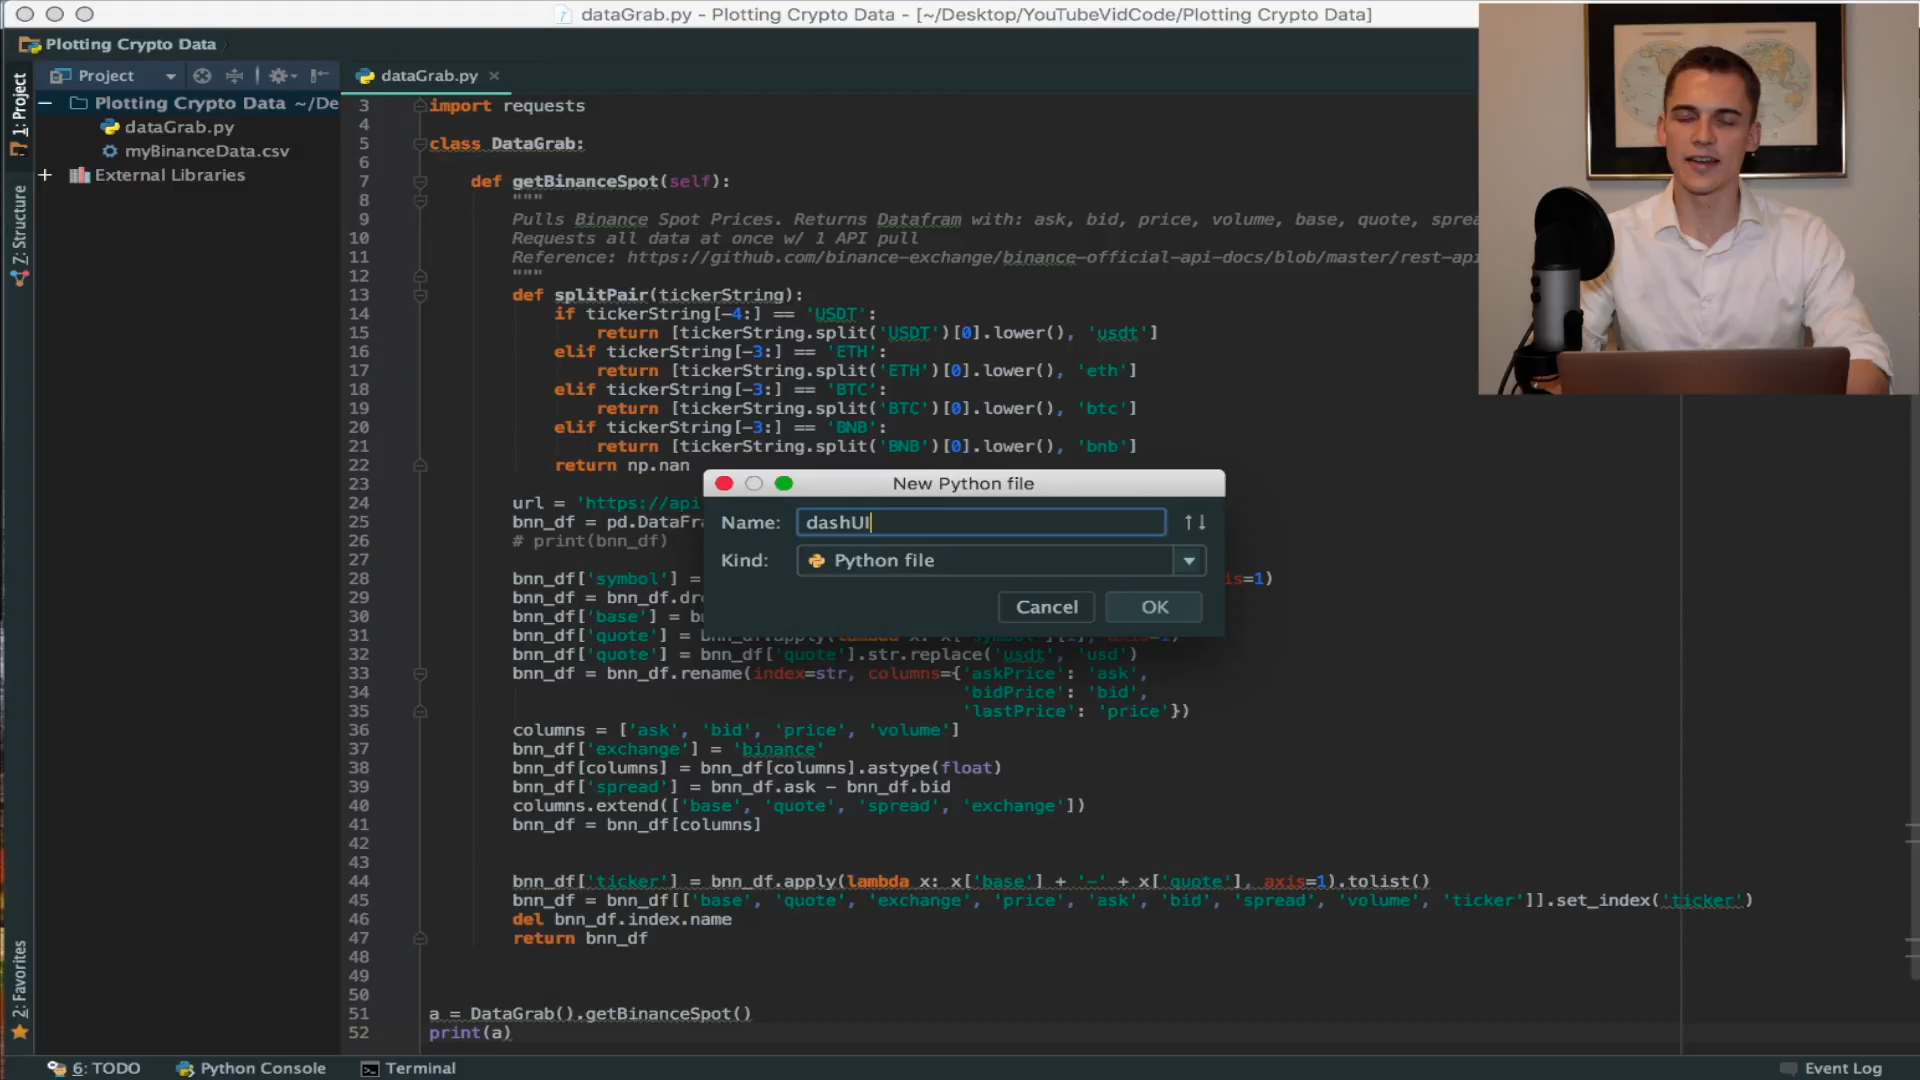 dataGrab.py - Plotting Crypto Data - [~/Desktop/YouTubeVidCode/Plotting Crypto Data]
Plotting Crypto Data
Project
dataGrab.py
1: Project
Plotting Crypto Data ~/De
dataGrab.py
myBinanceData.csv
External Libraries
7: Structure
2: Favorites
3 import requests
4
5 class DataGrab:
6
7 def getBinanceSpot(self):
8 """
9 Pulls Binance Spot Prices. Returns Datafram with: ask, bid, price, volume, base, quote, sprea
10 Requests all data at once w/ 1 API pull
11 Reference: https://github.com/binance-exchange/binance-official-api-docs/blob/master/rest-api
12 """
13 def splitPair(tickerString):
14 if tickerString[-4:] == 'USDT':
15 return [tickerString.split('USDT')[0].lower(), 'usdt']
16 elif tickerString[-3:] == 'ETH':
17 return [tickerString.split('ETH')[0].lower(), 'eth']
18 elif tickerString[-3:] == 'BTC':
19 return [tickerString.split('BTC')[0].lower(), 'btc']
20 elif tickerString[-3:] == 'BNB':
21 return [tickerString.split('BNB')[0].lower(), 'bnb']
22 return np.nan
23
24 url = 'https://api
25 bnn_df = pd.DataFra
26 # print(bnn_df)
27
28 bnn_df['symbol'] = is=1)
29 bnn_df = bnn_df.dro
30 bnn_df['base'] = b
31 bnn_df['quote'] = bnn_df.apply(lambda x: x['symbol'][1], axis=1)
32 bnn_df['quote'] = bnn_df['quote'].str.replace('usdt', 'usd')
33 bnn_df = bnn_df.rename(index=str, columns={'askPrice': 'ask',
34 'bidPrice': 'bid',
35 'lastPrice': 'price'})
36 columns = ['ask', 'bid', 'price', 'volume']
37 bnn_df['exchange'] = 'binance'
38 bnn_df[columns] = bnn_df[columns].astype(float)
39 bnn_df['spread'] = bnn_df.ask - bnn_df.bid
40 columns.extend(['base', 'quote', 'spread', 'exchange'])
41 bnn_df = bnn_df[columns]
42
43
44 bnn_df['ticker'] = bnn_df.apply(lambda x: x['base'] + '-' + x['quote'], axis=1).tolist()
45 bnn_df = bnn_df[['base', 'quote', 'exchange', 'price', 'ask', 'bid', 'spread', 'volume', 'ticker']].set_index('ticker')
46 del bnn_df.index.name
47 return bnn_df
48
49
50
51 a = DataGrab().getBinanceSpot()
52 print(a)
New Python file
Name: dashUI
Kind: Python file
Cancel OK
6: TODO Python Console Terminal Event Log